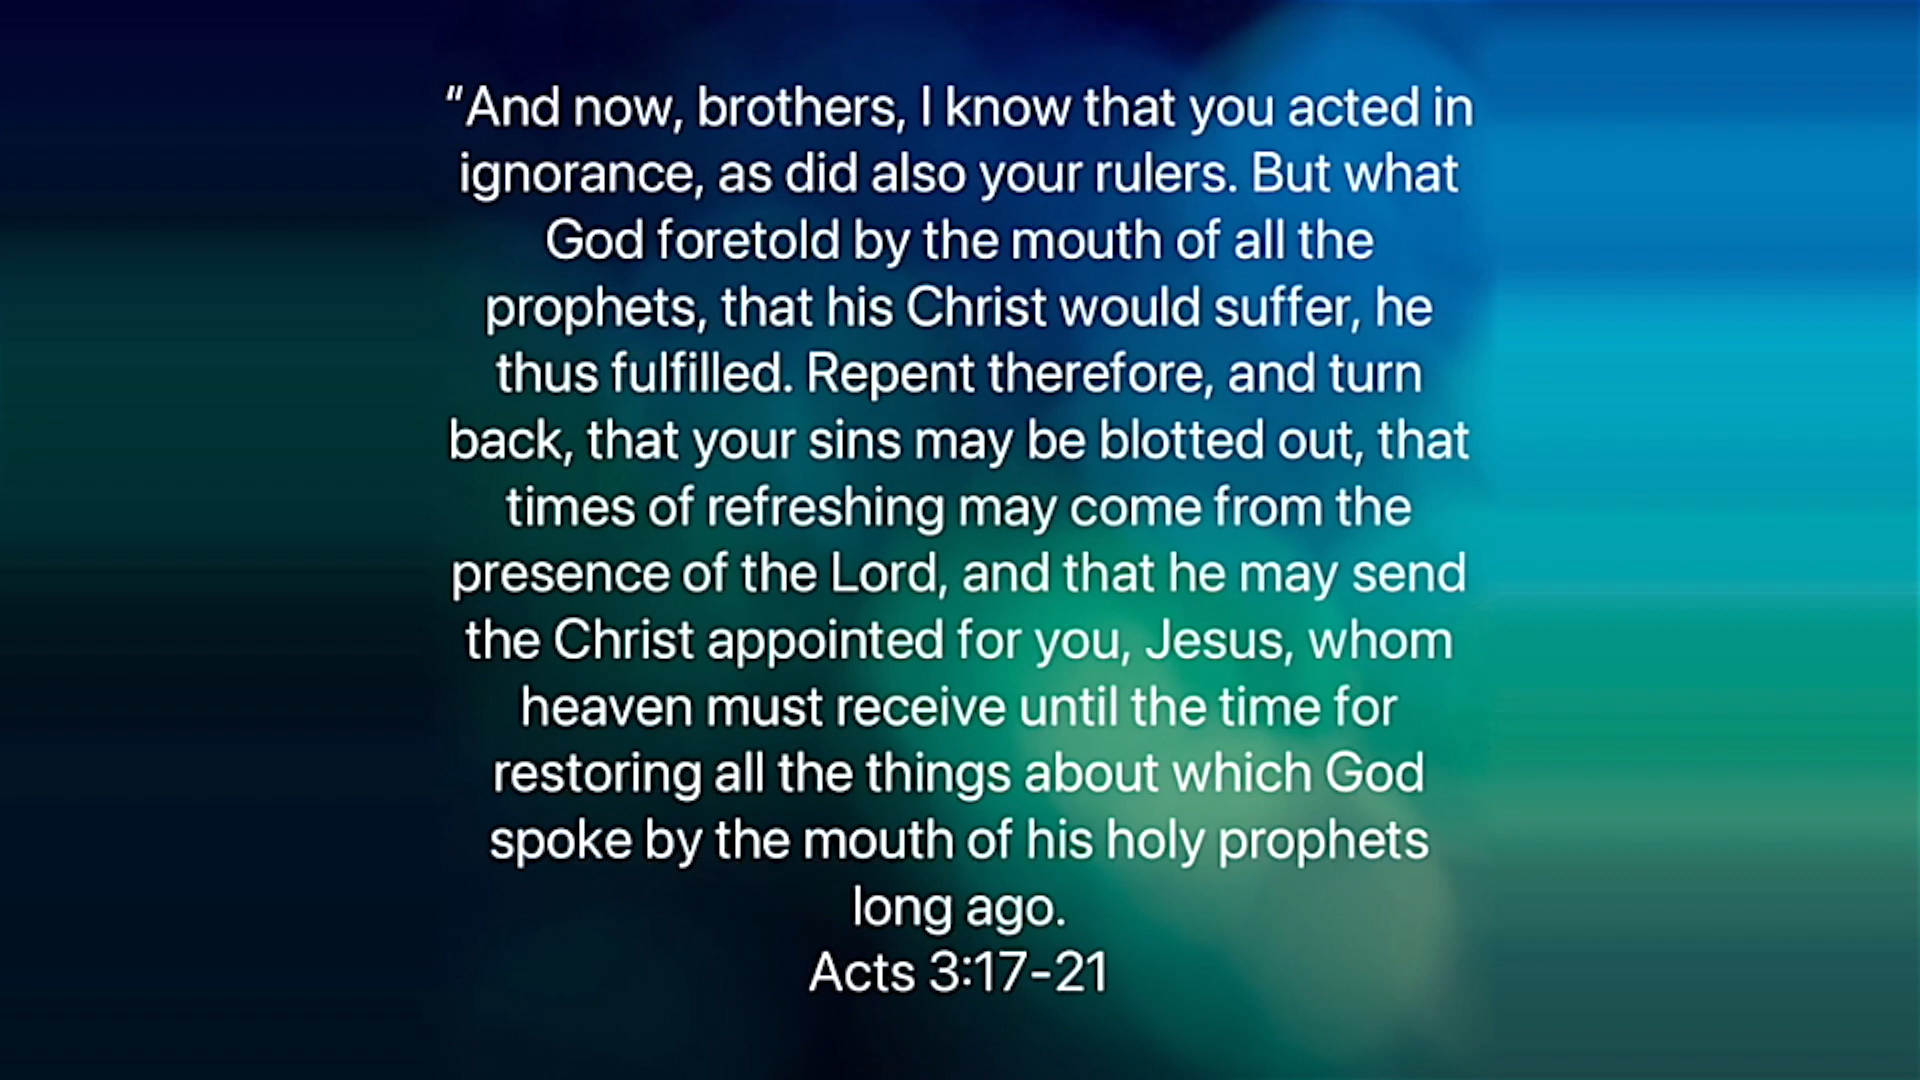 “And now, brothers, I know that you acted in
ignorance, as did also your rulers. But what
God foretold by the mouth of all the
prophets, that his Christ would suffer, he
thus fulfilled. Repent therefore, and turn
back, that your sins may be blotted out, that
times of refreshing may come from the
presence of the Lord, and that he may send
the Christ appointed for you, Jesus, whom
heaven must receive until the time for
restoring all the things about which God
spoke by the mouth of his holy prophets
long ago.
Acts 3:17-21